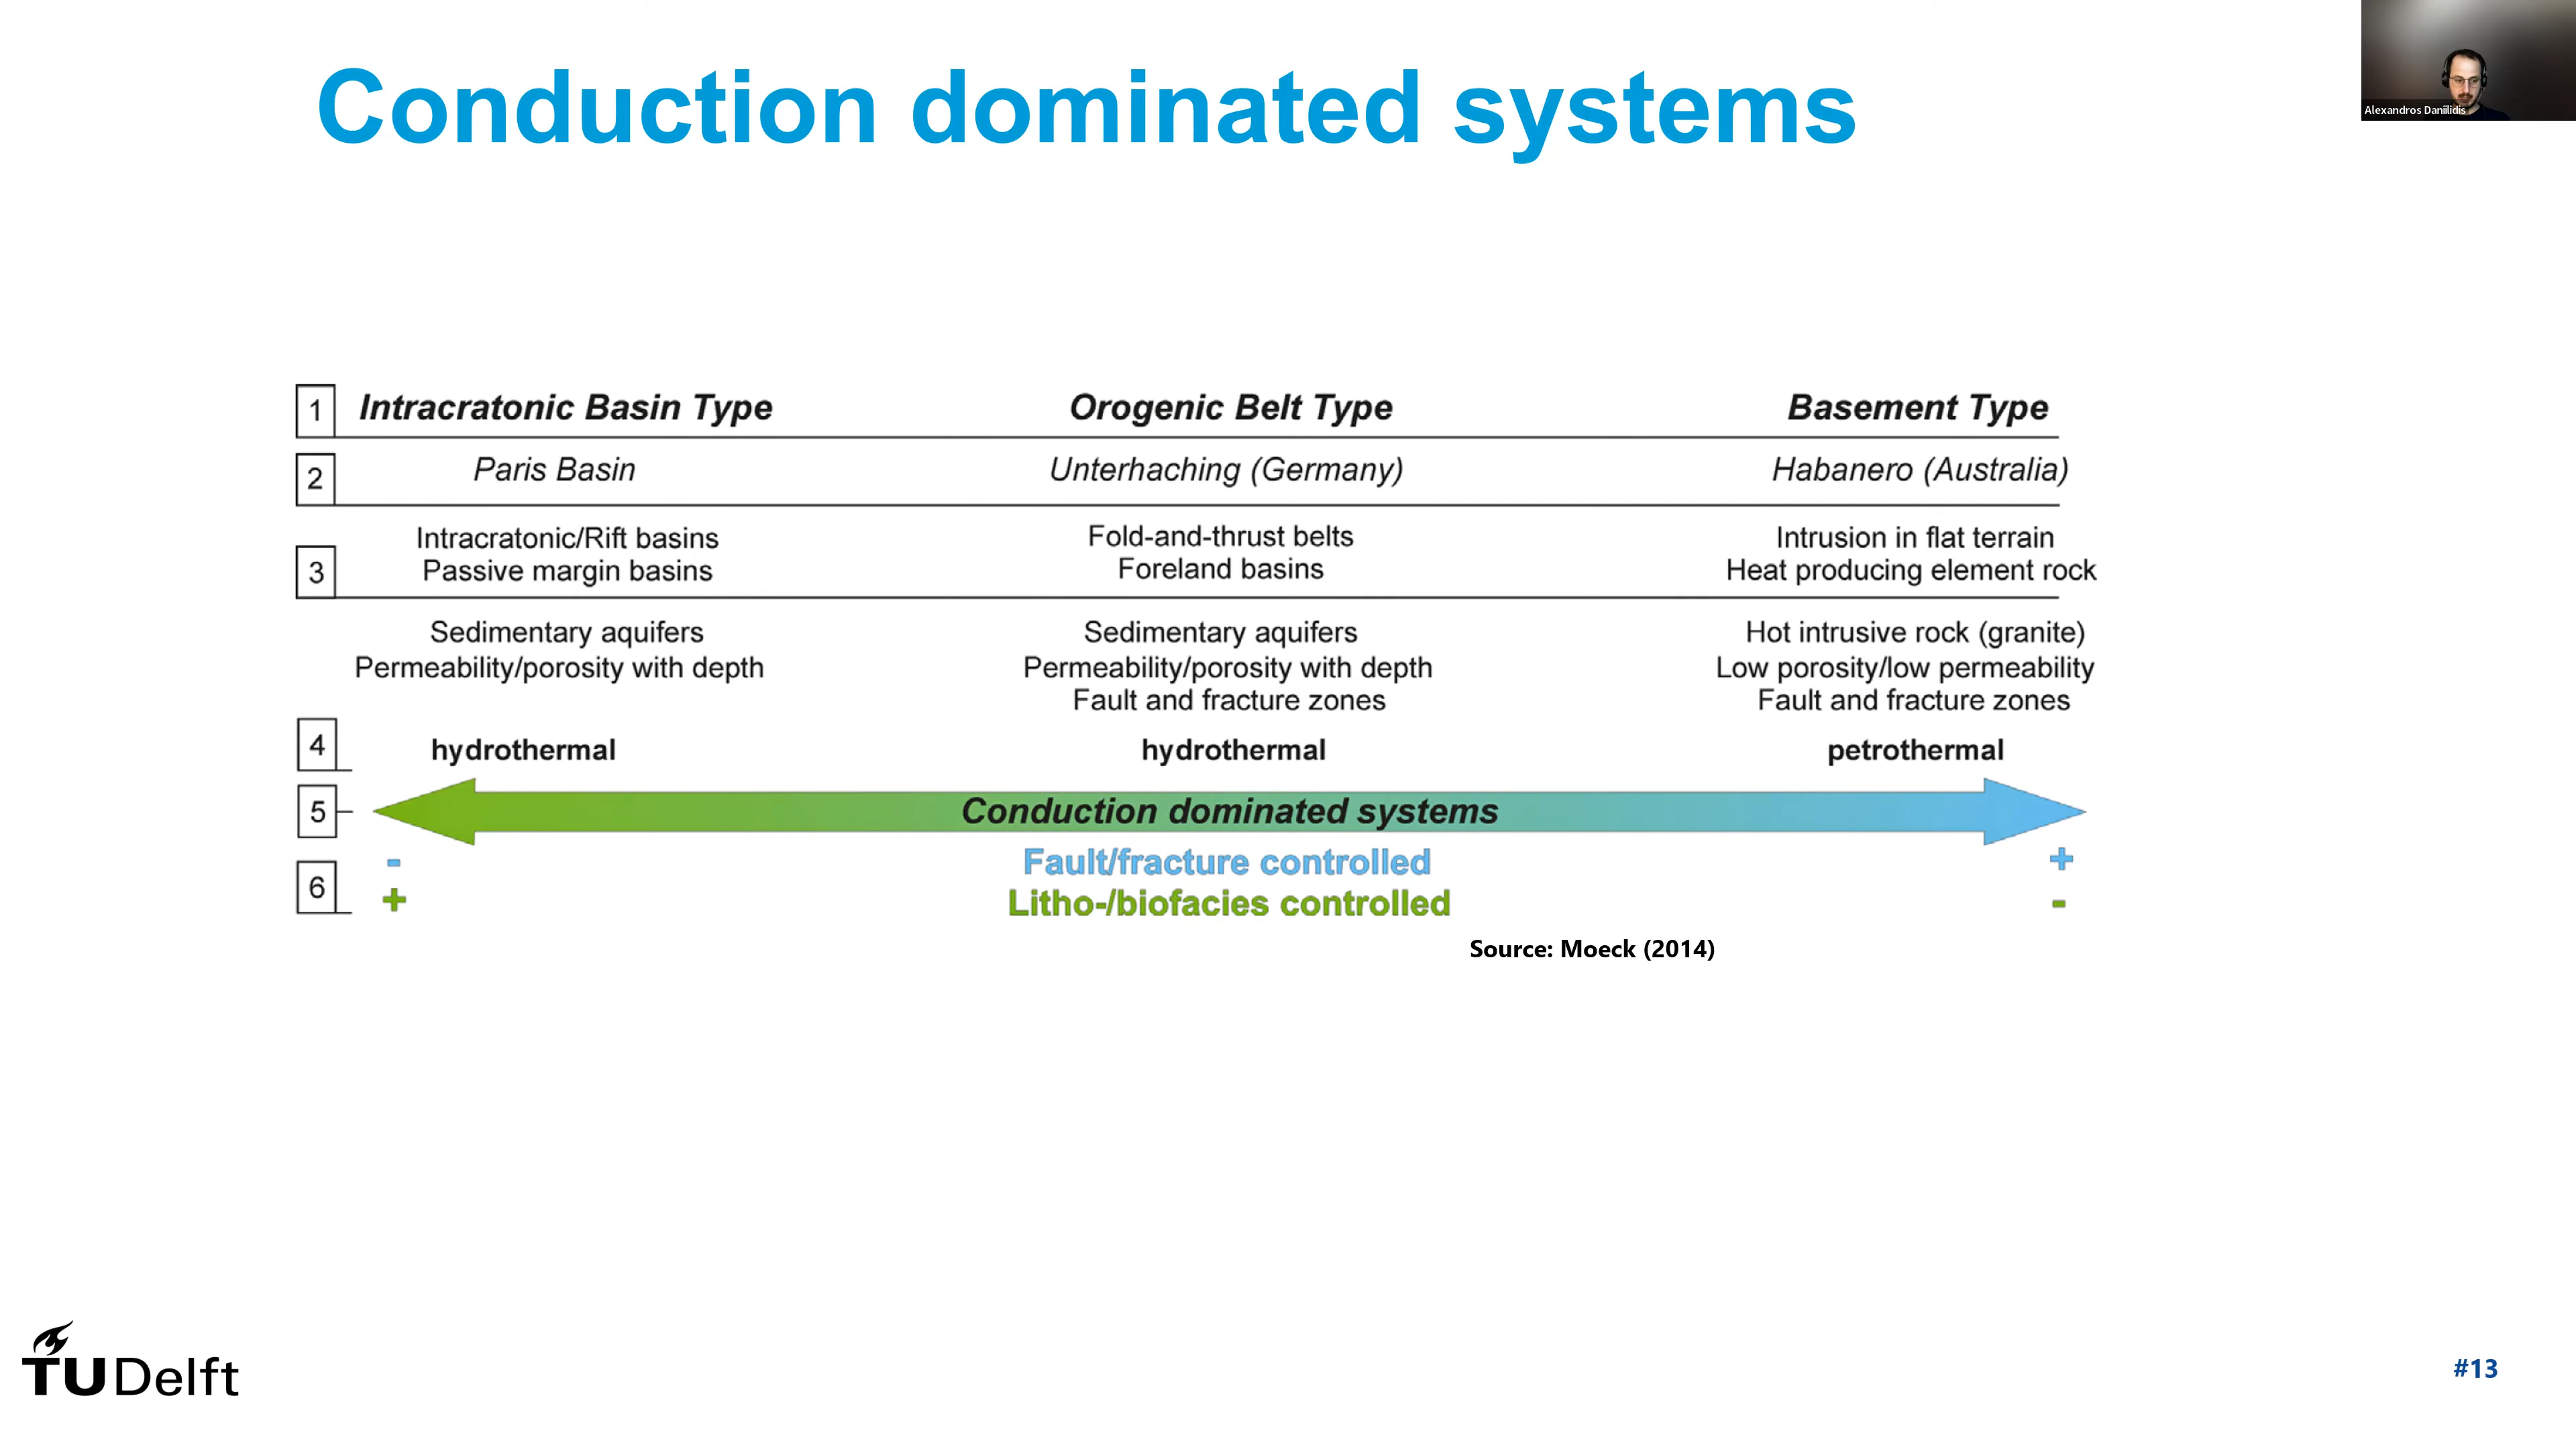 Conduction dominated systems
Alexandros Daniilidis
1 Intracratonic Basin Type Orogenic Belt Type Basement Type
2 Paris Basin Unterhaching (Germany) Habanero (Australia)
Intracratonic/Rift basins Fold-and-thrust belts Intrusion in flat terrain
3 Passive margin basins Foreland basins Heat producing element rock
Sedimentary aquifers Sedimentary aquifers Hot intrusive rock (granite)
Permeability/porosity with depth Permeability/porosity with depth Low porosity/low permeability
Fault and fracture zones Fault and fracture zones
4 hydrothermal hydrothermal petrothermal
5 Conduction dominated systems
- Fault/fracture controlled +
6 + Litho-/biofacies controlled -
Source: Moeck (2014)
TUDelft
#13